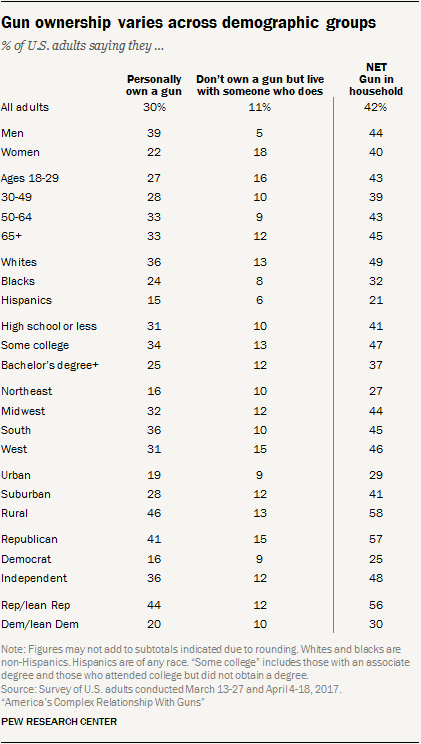 Gun ownership varies across demographic groups
% of U.S. adults saying they ...
Personally own a gun Don't own a gun but live with someone who does NET Gun in household
All adults 30% 11% 42%
Men 39 5 44
Women 22 18 40
Ages 18-29 27 16 43
30-49 28 10 39
50-64 33 9 43
65+ 33 12 45
Whites 36 13 49
Blacks 24 8 32
Hispanics 15 6 21
High school or less 31 10 41
Some college 34 13 47
Bachelor's degree+ 25 12 37
Northeast 16 10 27
Midwest 32 12 44
South 36 10 45
West 31 15 46
Urban 19 9 29
Suburban 28 12 41
Rural 46 13 58
Republican 41 15 57
Democrat 16 9 25
Independent 36 12 48
Rep/lean Rep 44 12 56
Dem/lean Dem 20 10 30
Note: Figures may not add to subtotals indicated due to rounding. Whites and blacks are
non-Hispanics. Hispanics are of any race. “Some college” includes those with an associate
degree and those who attended college but did not obtain a degree.
Source: Survey of U.S. adults conducted March 13-27 and April 4-18, 2017.
“America's Complex Relationship With Guns”
PEW RESEARCH CENTER